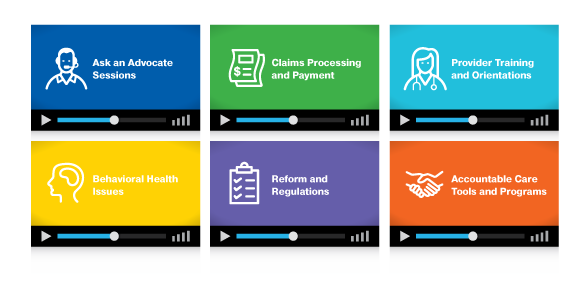 Ask an Advocate
Sessions
Claims Processing
and Payment
Provider Training
and Orientations
Behavioral Health
Issues
Reform and
Regulations
Accountable Care
Tools and Programs